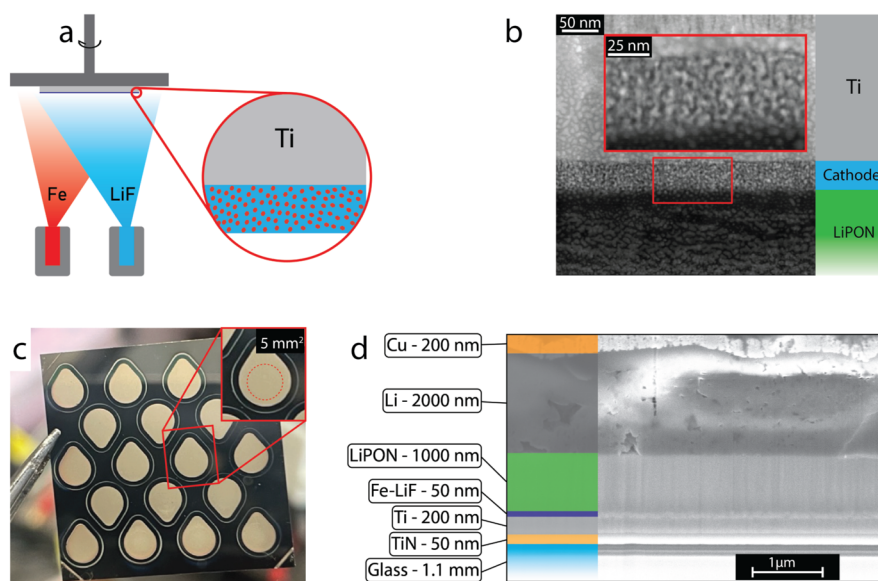 a
Ti
Fe
LiF
b
50 nm
25 nm
Ti
Cathode
LiPON
c
5 mm²
d
Cu - 200 nm
Li - 2000 nm
LiPON - 1000 nm
Fe-LiF - 50 nm
Ti - 200 nm
TiN - 50 nm
Glass - 1.1 mm
1µm